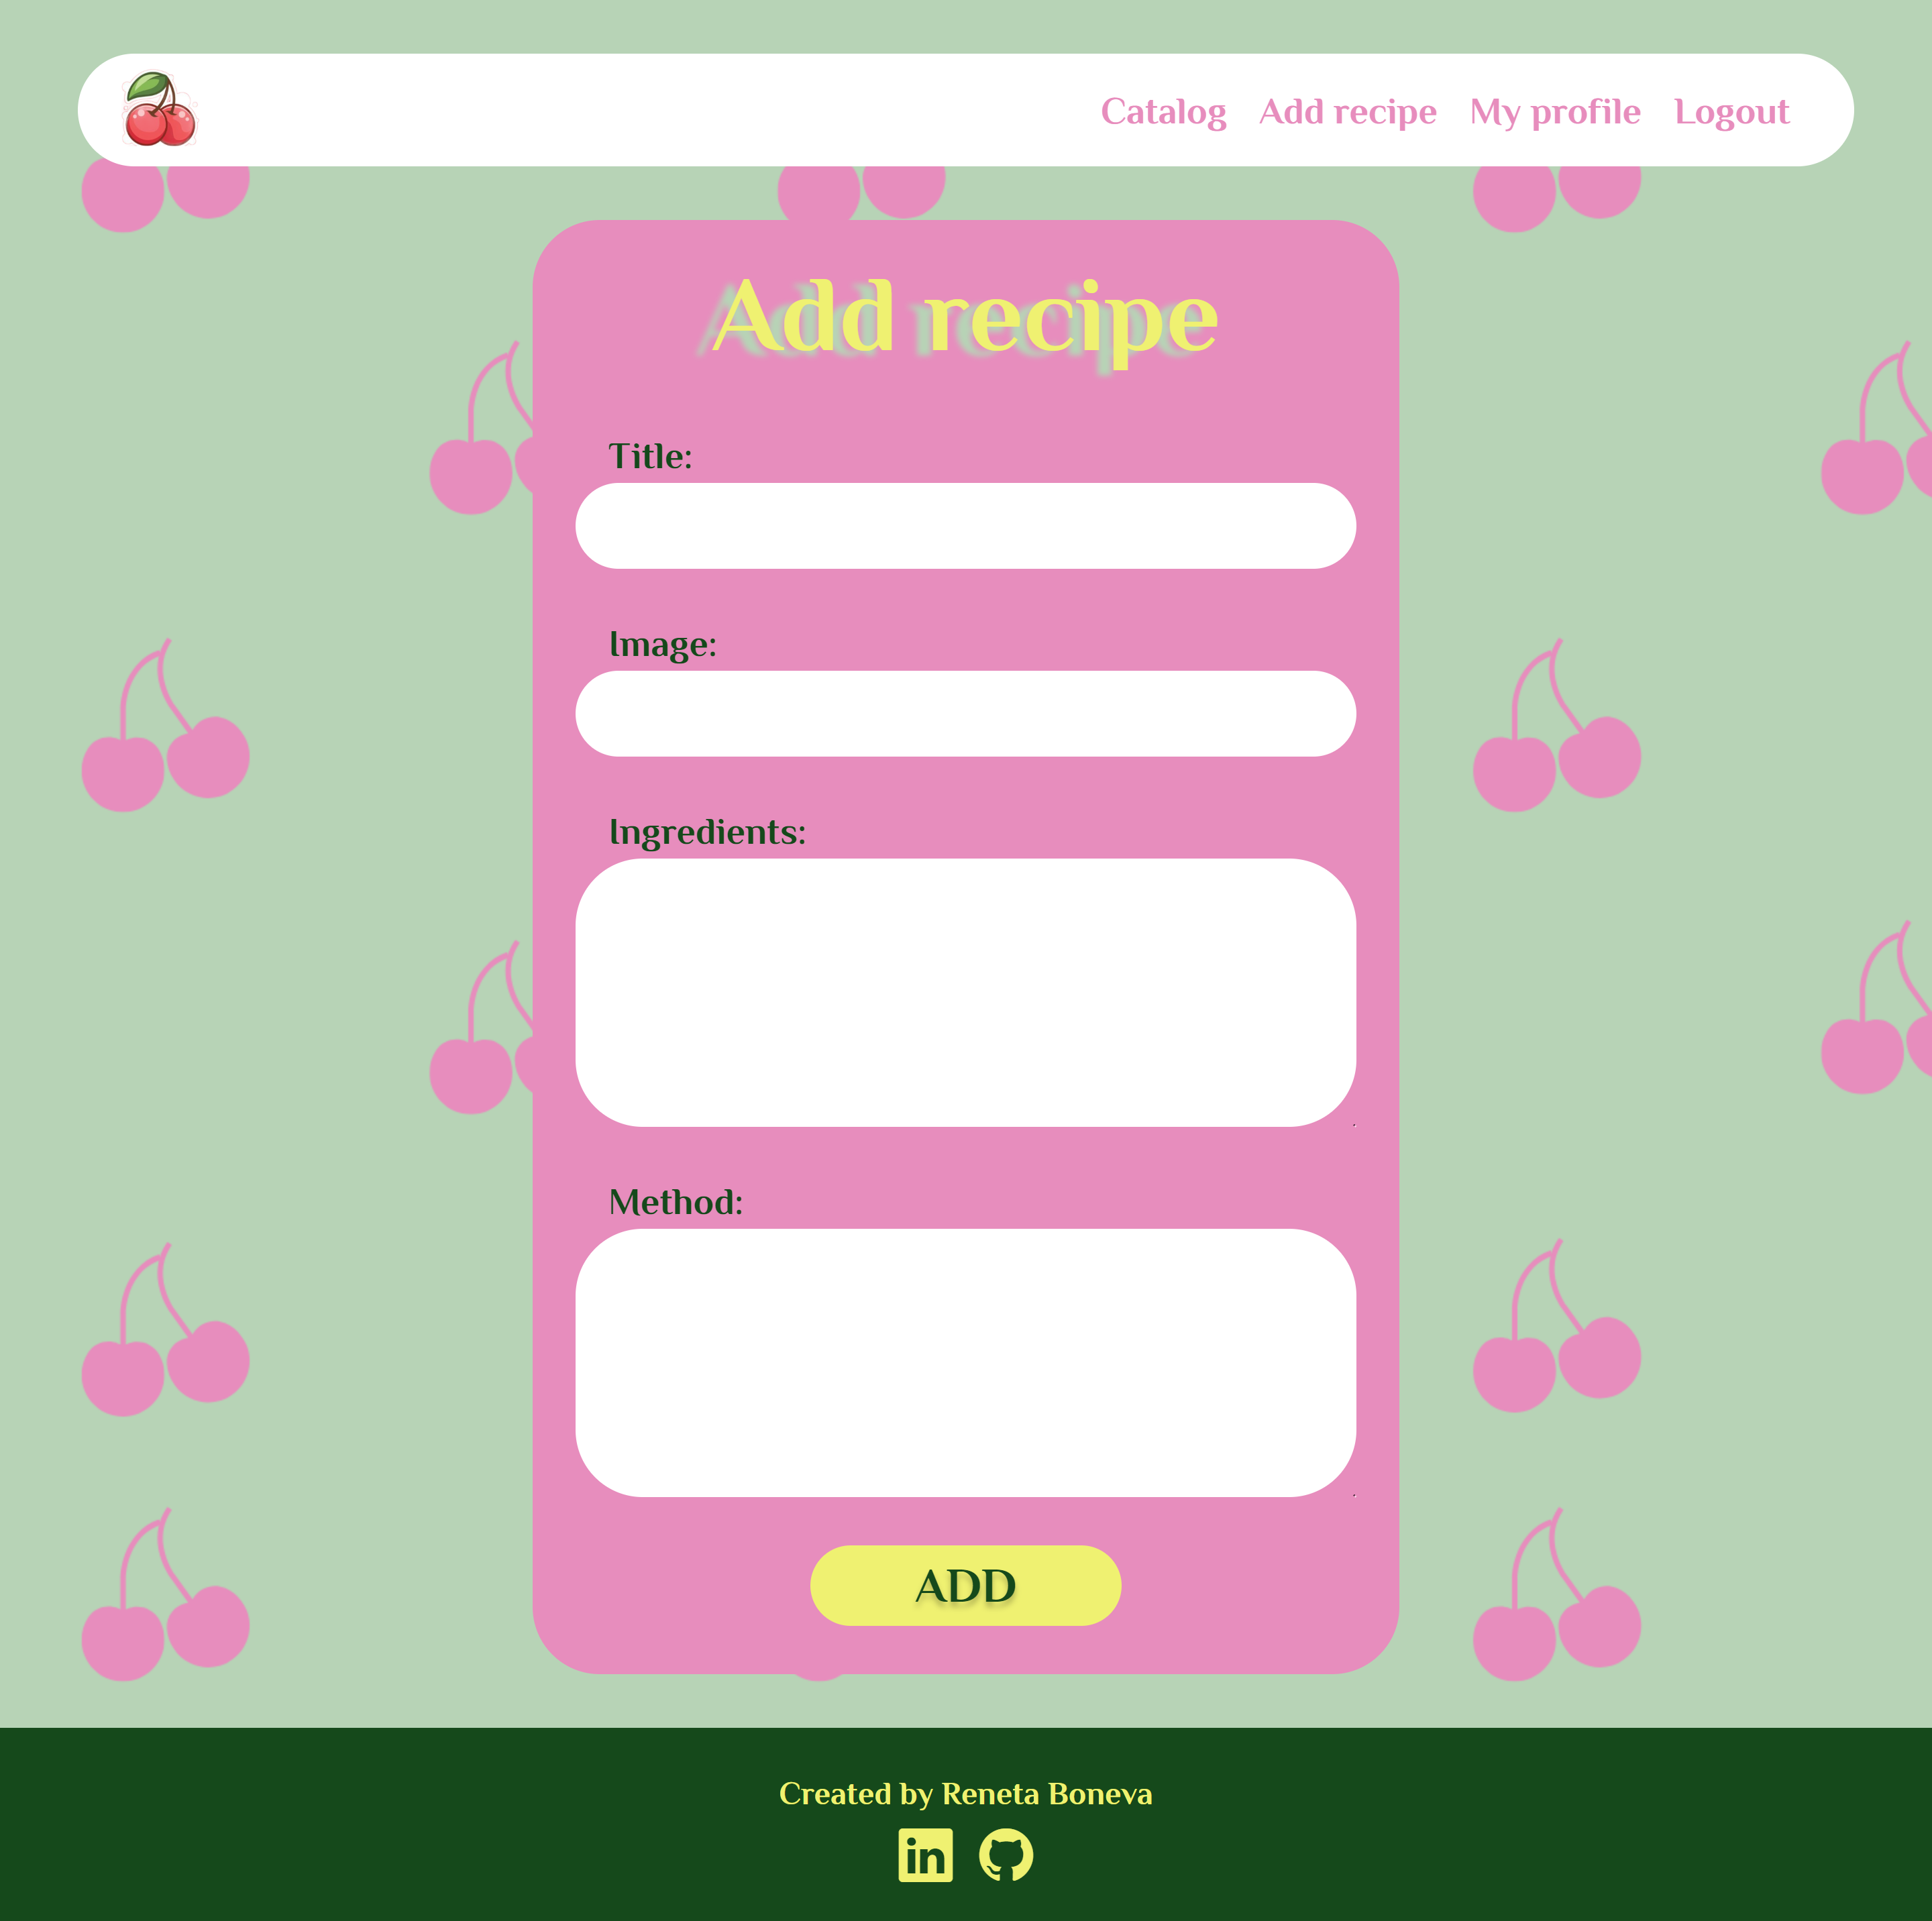 Catalog Add recipe My profile Logout
Add recipe
Title:
Image:
Ingredients:
Method:
ADD
Created by Reneta Boneva
in